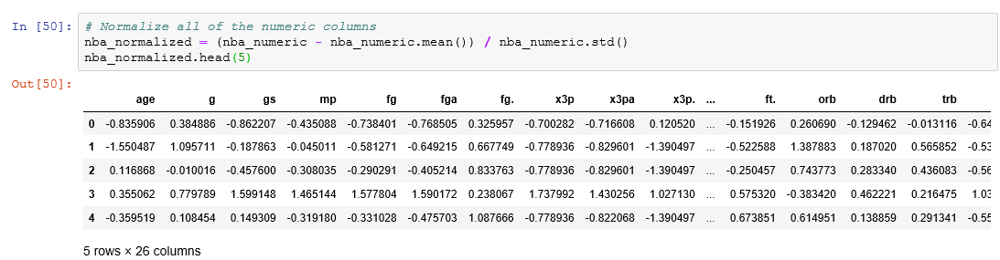 In [50]: # Normalize all of the numeric columns
nba_normalized = (nba_numeric - nba_numeric.mean()) / nba_numeric.std()
nba_normalized.head(5)
Out[50]:
age g gs mp fg fga fg. x3p x3pa x3p. ... ft. orb drb trb
0 -0.835906 0.384886 -0.862207 -0.435088 -0.738401 -0.768505 0.325957 -0.700282 -0.716608 0.120520 ... -0.151926 0.260690 -0.129462 -0.013116 -0.64
1 -1.550487 1.095711 -0.187863 -0.045011 -0.581271 -0.649215 0.667749 -0.778936 -0.829601 -1.390497 ... -0.522588 1.387883 0.187020 0.565852 -0.53
2 0.116868 -0.010016 -0.457600 -0.308035 -0.290291 -0.405214 0.833763 -0.778936 -0.829601 -1.390497 ... -0.250457 0.743773 0.283340 0.436083 -0.56
3 0.355062 0.779789 1.599148 1.465144 1.577804 1.590172 0.238067 1.737992 1.430256 1.027130 ... 0.575320 -0.383420 0.462221 0.216475 1.03
4 -0.359519 0.108454 0.149309 -0.319180 -0.331028 -0.475703 1.087666 -0.778936 -0.822068 -1.390497 ... 0.673851 0.614951 0.138859 0.291341 -0.55
5 rows × 26 columns